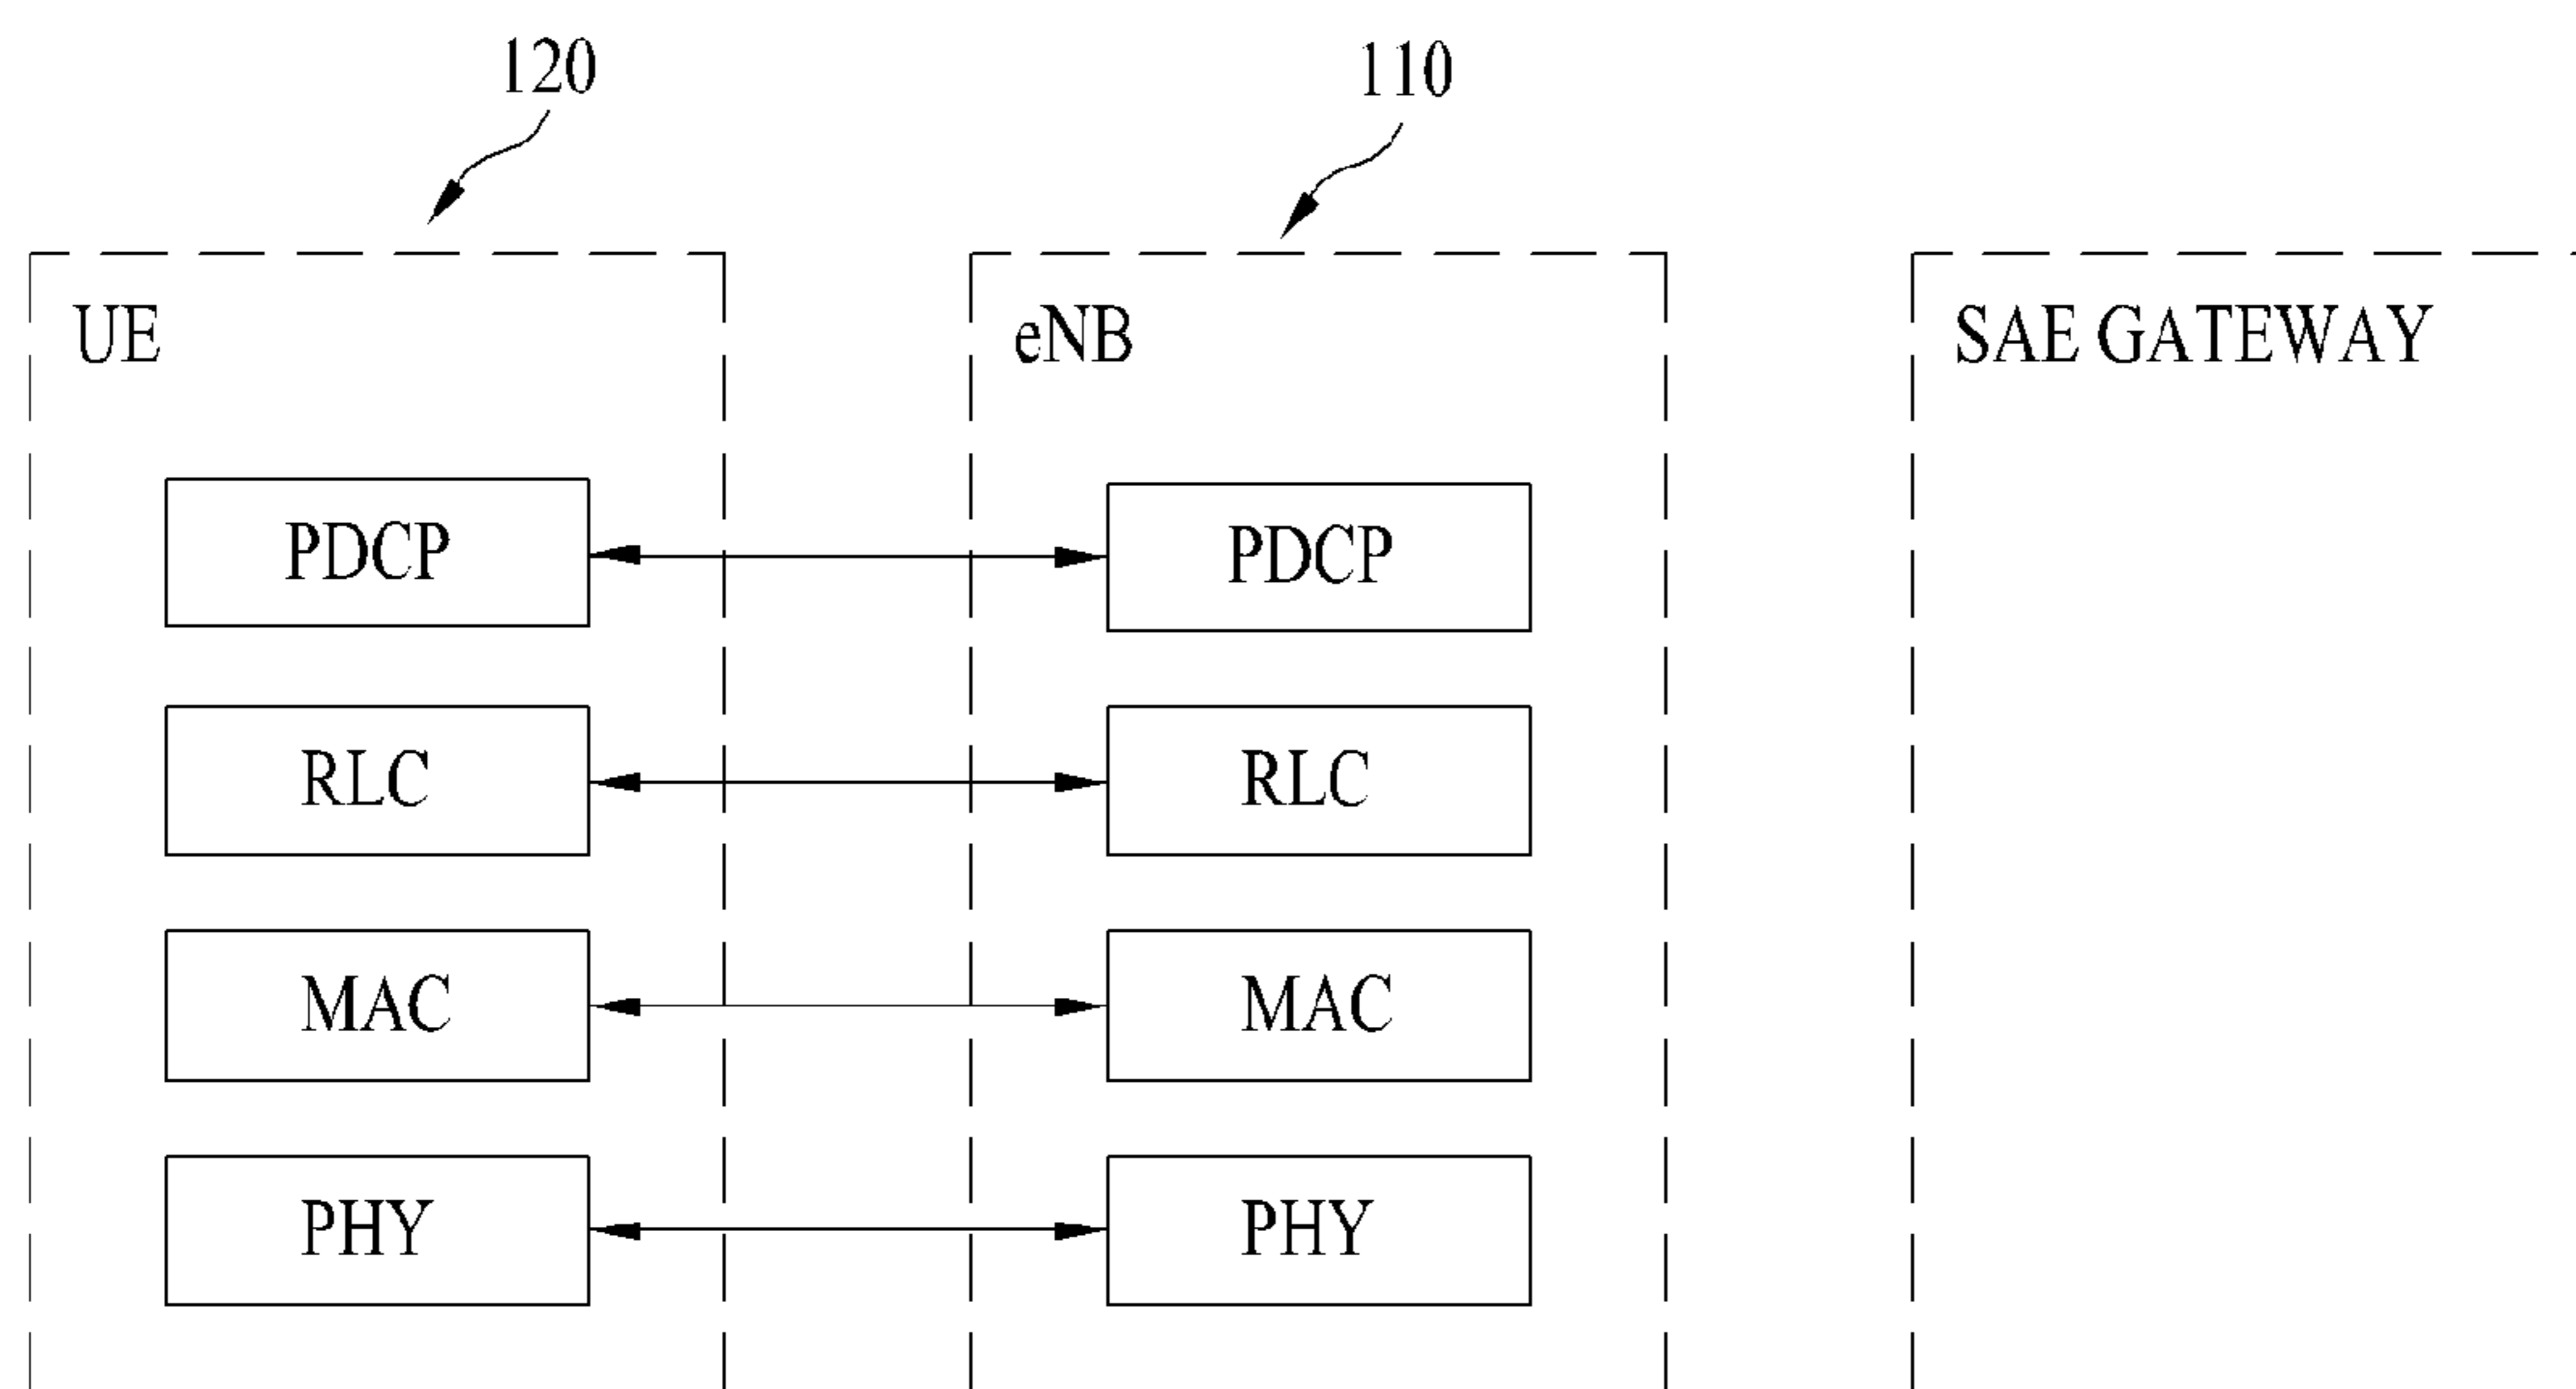 120 110
UE eNB SAE GATEWAY
PDCP PDCP
RLC RLC
MAC MAC
PHY PHY